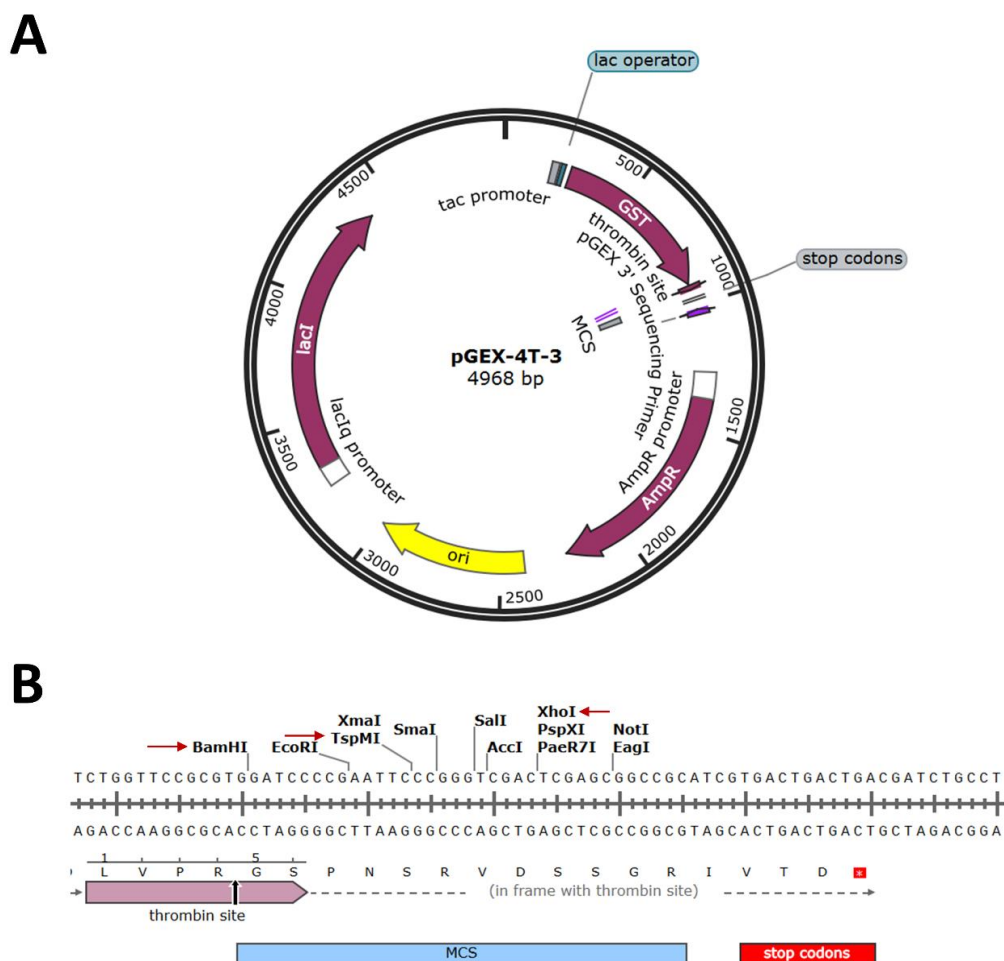 A
lac operator
tac promoter
500
GST
thrombin site
pGEX 3' Sequencing Primer
1000
stop codons
MCS
pGEX-4T-3
4968 bp
AmpR promoter
AmpR
1500
2000
2500
ori
3000
lacIq promoter
3500
lacI
4000
4500
B
XmaI
XhoI
TspMI
SmaI
SalI
PspXI
NotI
BamHI
EcoRI
AccI
PaeR7I
EagI
TCTGGTTCCGCGTGGATCCCCGAATTCCCGGGTCGACTCGAGCGGCCGCATCGTGACTGACTGACGATCTGCCT
AGACCAAGGCGCACCTAGGGGCTTAAGGGCCCAGCTGAGCTCGCCGGCGTAGCACTGACTGACTGCTAGACGGA
1 5
L V P R G S P N S R V D S S G R I V T D *
(in frame with thrombin site)
thrombin site
MCS
stop codons